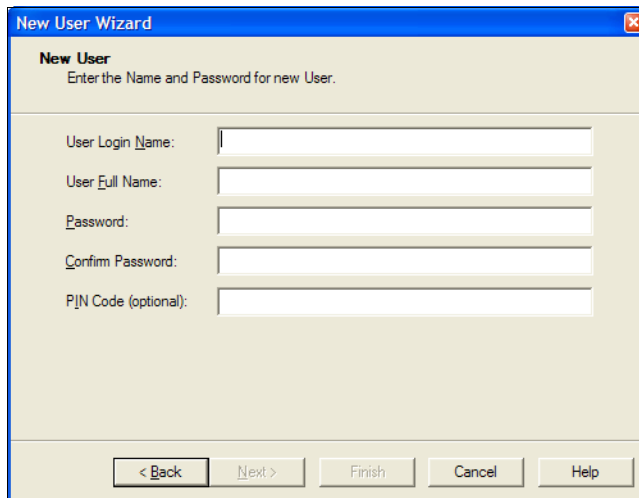 New User Wizard
New User
Enter the Name and Password for new User.
User Login Name:
User Full Name:
Password:
Confirm Password:
PIN Code (optional):
< Back Next > Finish Cancel Help